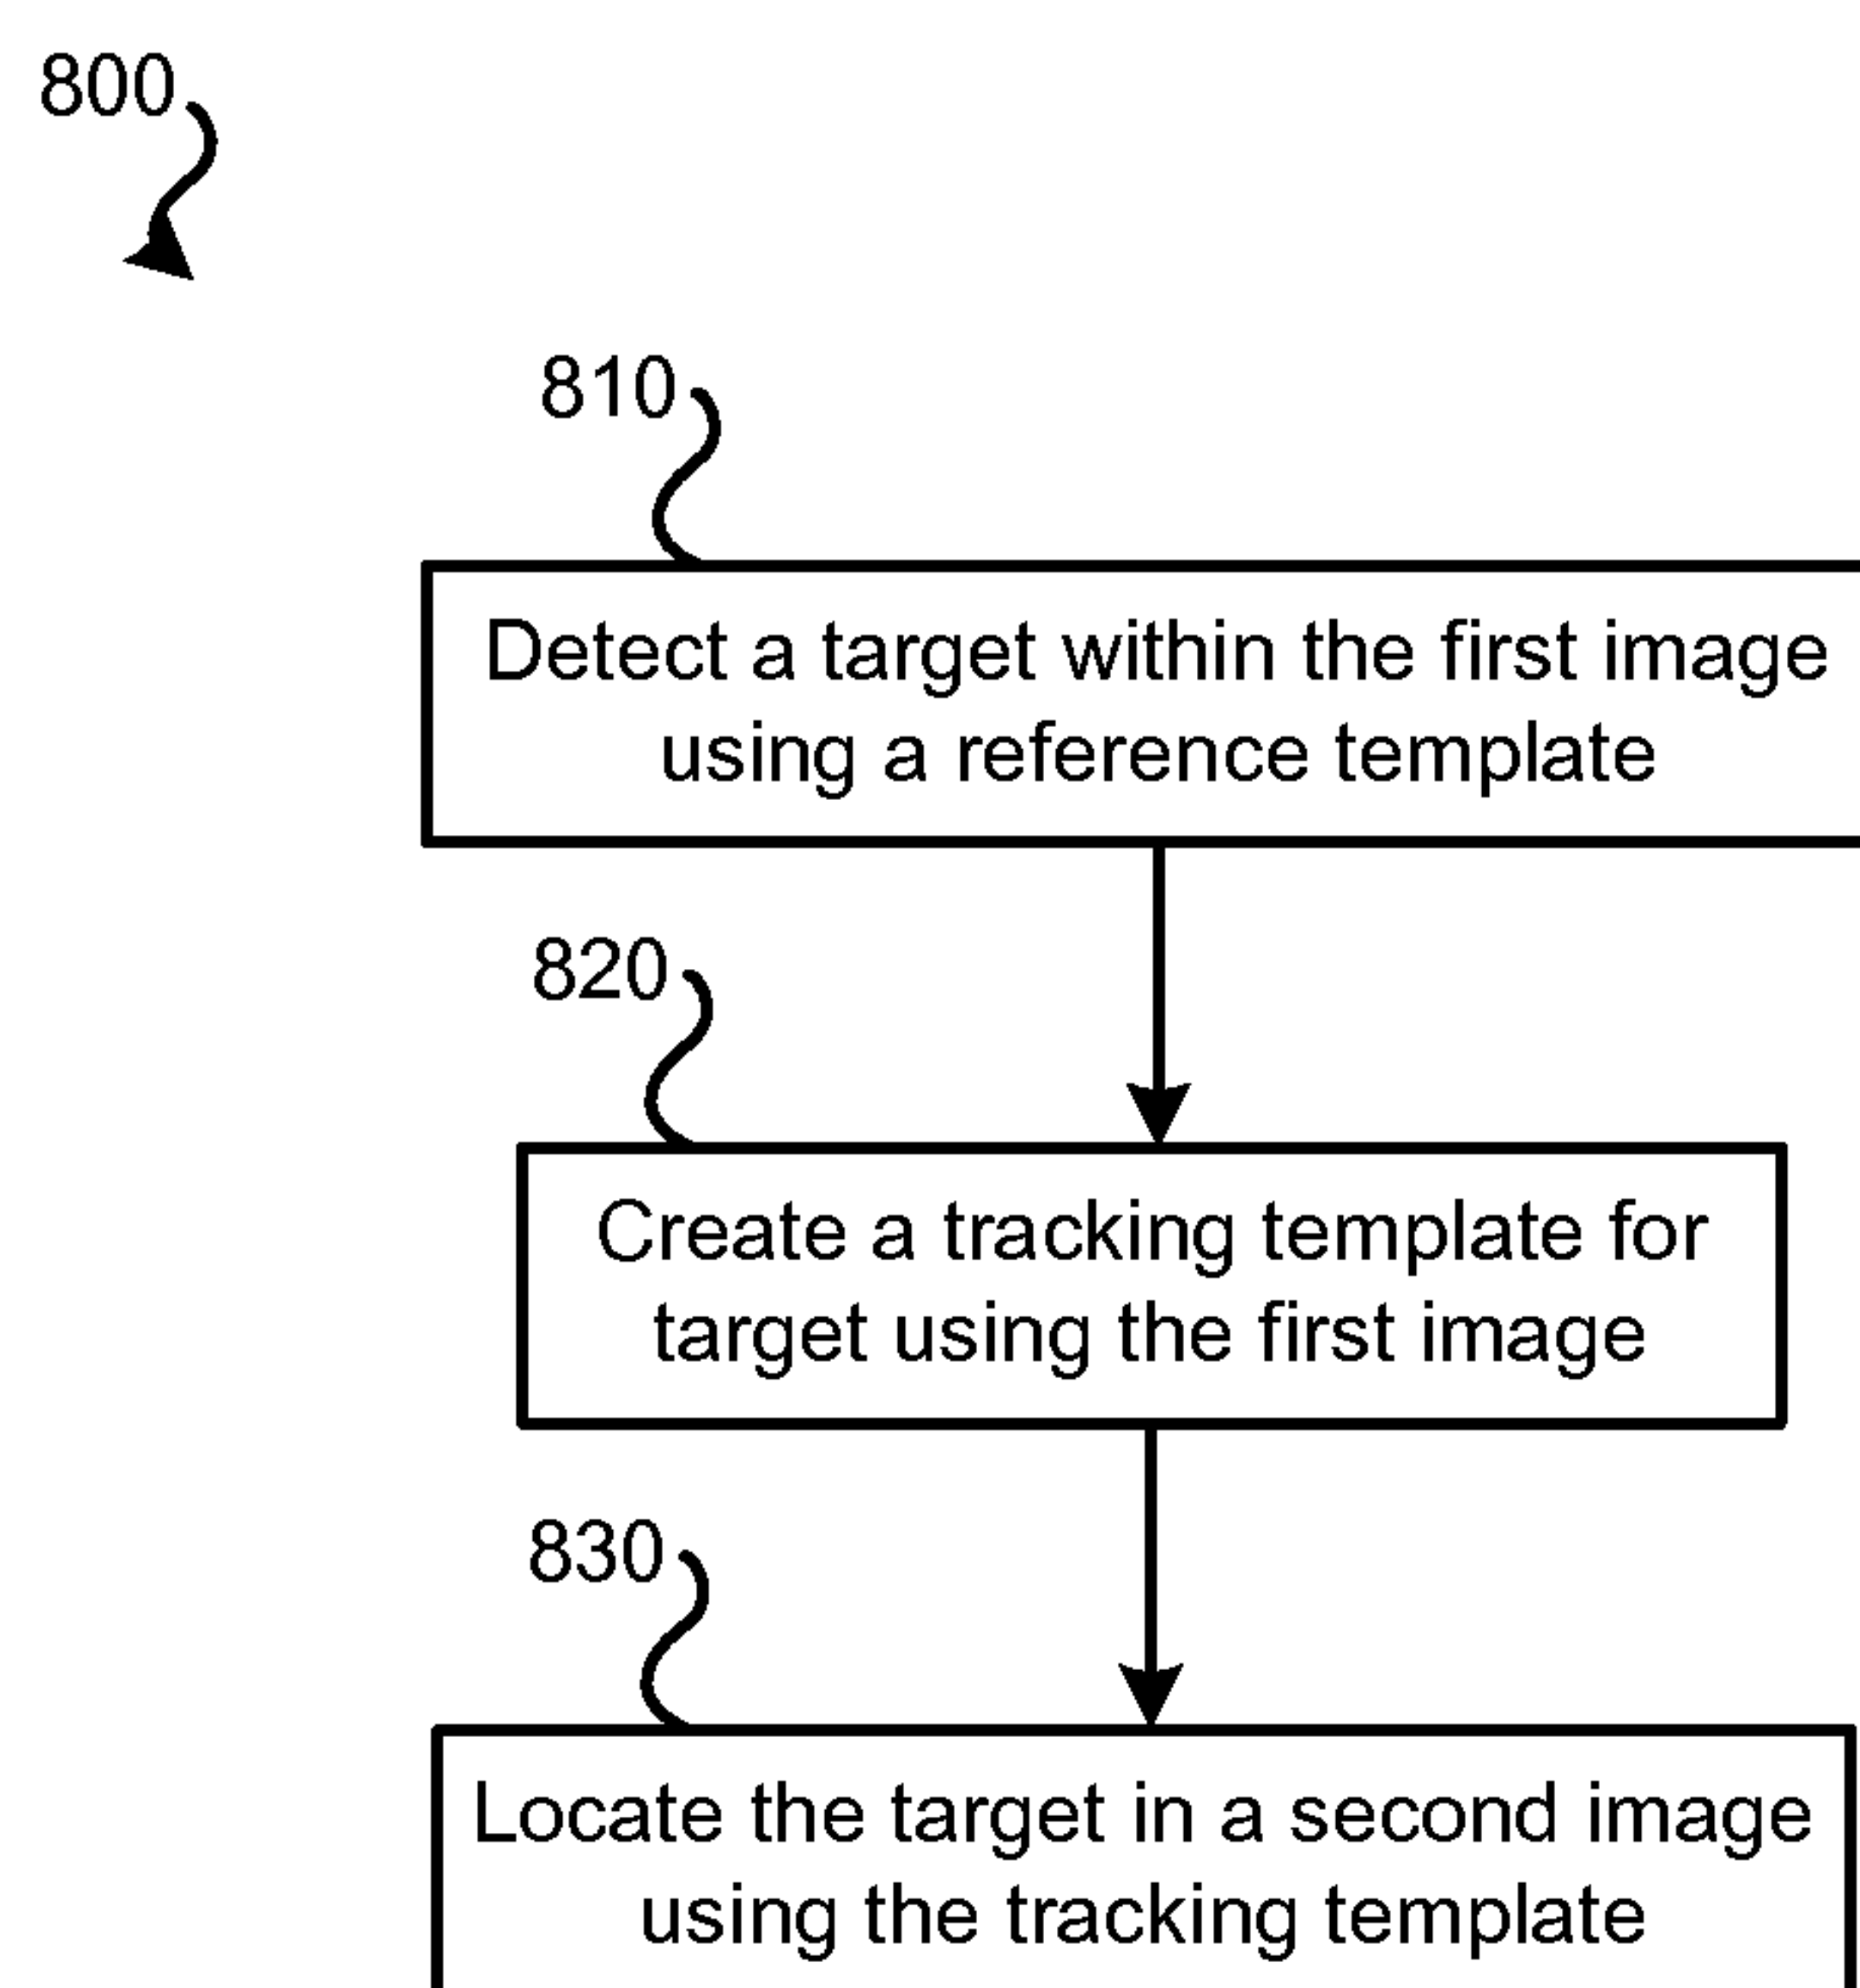 800
810
Detect a target within the first image
using a reference template
820
Create a tracking template for
target using the first image
830
Locate the target in a second image
using the tracking template